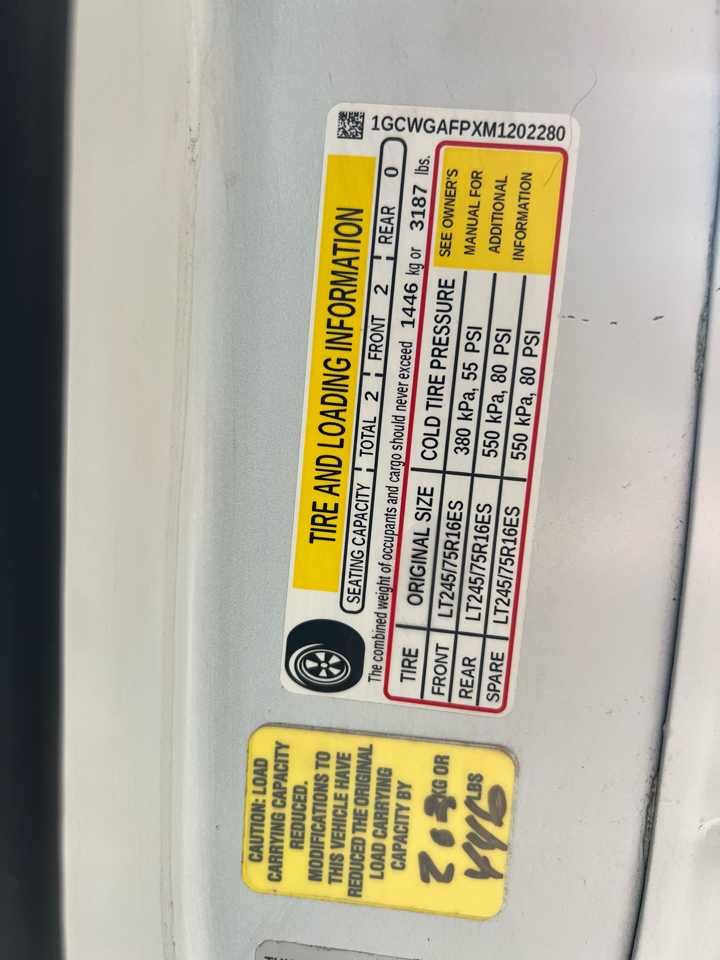 1GCWGAFPXM1202280
TIRE AND LOADING INFORMATION
SEATING CAPACITY TOTAL 2 FRONT 2 REAR 0
The combined weight of occupants and cargo should never exceed 1446 kg or 3187 lbs.
TIRE ORIGINAL SIZE COLD TIRE PRESSURE
FRONT LT245/75R16ES 380 kPa, 55 PSI
REAR LT245/75R16ES 550 kPa, 80 PSI
SPARE LT245/75R16ES 550 kPa, 80 PSI
SEE OWNER'S
MANUAL FOR
ADDITIONAL
INFORMATION
CAUTION: LOAD
CARRYING CAPACITY
REDUCED.
MODIFICATIONS TO
THIS VEHICLE HAVE
REDUCED THE ORIGINAL
LOAD CARRYING
CAPACITY BY
KG OR
446 LBS